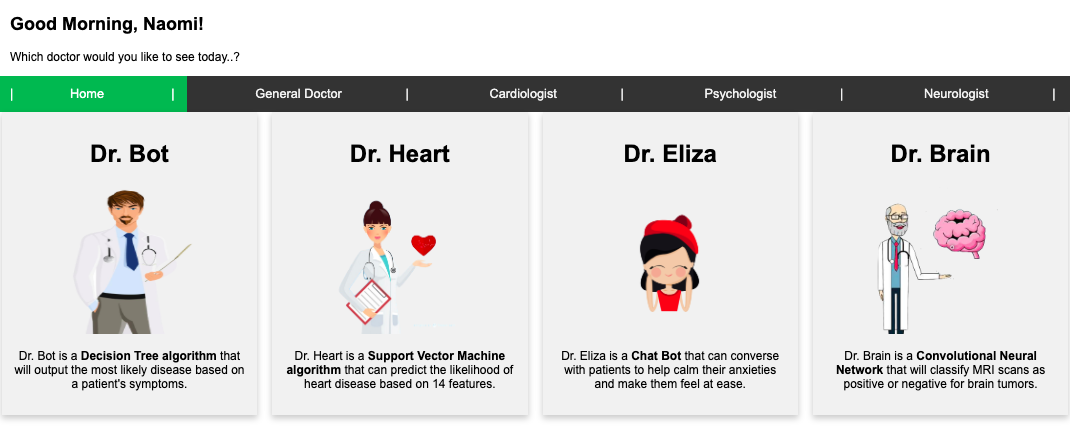 Good Morning, Naomi!
Which doctor would you like to see today..?
| Home | General Doctor | Cardiologist | Psychologist | Neurologist |
Dr. Bot
Dr. Bot is a Decision Tree algorithm that
will output the most likely disease based on
a patient's symptoms.
Dr. Heart
Dr. Heart is a Support Vector Machine
algorithm that can predict the likelihood of
heart disease based on 14 features.
Dr. Eliza
Dr. Eliza is a Chat Bot that can converse
with patients to help calm their anxieties
and make them feel at ease.
Dr. Brain
Dr. Brain is a Convolutional Neural
Network that will classify MRI scans as
positive or negative for brain tumors.